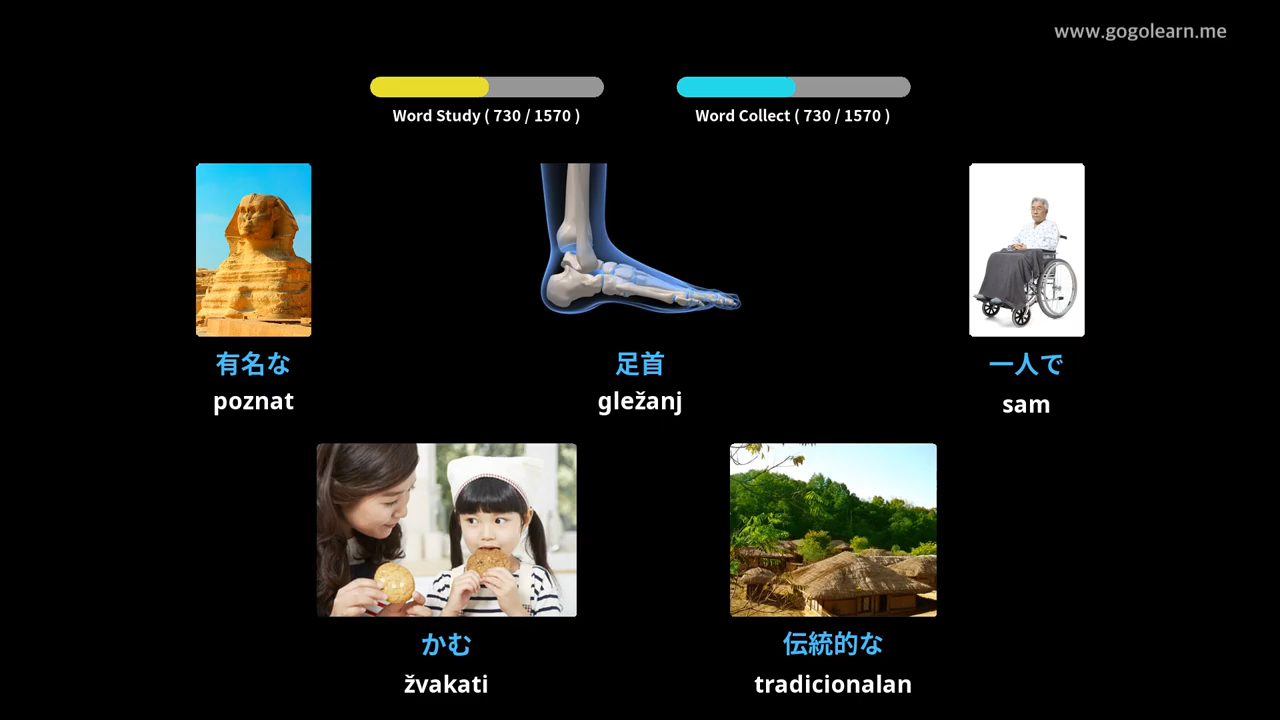 www.gogolearn.me
Word Study ( 730 / 1570 )
Word Collect ( 730 / 1570 )
有名な
poznat
足首
gležanj
一人で
sam
かむ
žvakati
伝統的な
tradicionalan